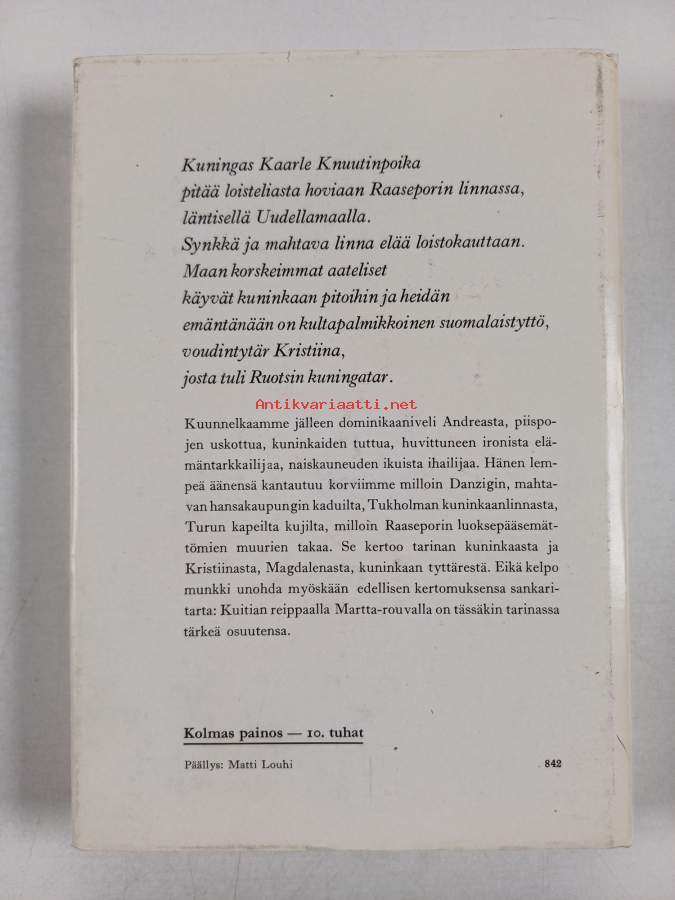 Kuningas Kaarle Knuutinpoika
pitää loisteliasta hoviaan Raaseporin linnassa,
läntisellä Uudellamaalla.
Synkkä ja mahtava linna elää loistokauttaan.
Maan korskeimmat aateliset
käyvät kuninkaan pitoihin ja heidän
emäntänään on kultapalmikkoinen suomalaistyttö,
voudintytär Kristiina,
josta tuli Ruotsin kuningatar.
Antikvariaatti.net
Kuunnelkaamme jälleen dominikaaniveli Andreasta, piispo-
jen uskottua, kuninkaiden tuttua, huvittuneen ironista elä-
mäntarkkailijaa, naiskauneuden ikuista ihailijaa. Hänen lem-
peä äänensä kantautuu korviimme milloin Danzigin, mahta-
van hansakaupungin kaduilta, Tukholman kuninkaanlinnasta,
Turun kapeilta kujilta, milloin Raaseporin luoksepääsemät-
tömien muurien takaa. Se kertoo tarinan kuninkaasta ja
Kristiinasta, Magdalenasta, kuninkaan tyttärestä. Eikä kelpo
munkki unohda myöskään edellisen kertomuksensa sankari-
tarta: Kuitian reippaalla Martta-rouvalla on tässäkin tarinassa
tärkeä osuutensa.
Kolmas painos — 10. tuhat
Päällys: Matti Louhi
842